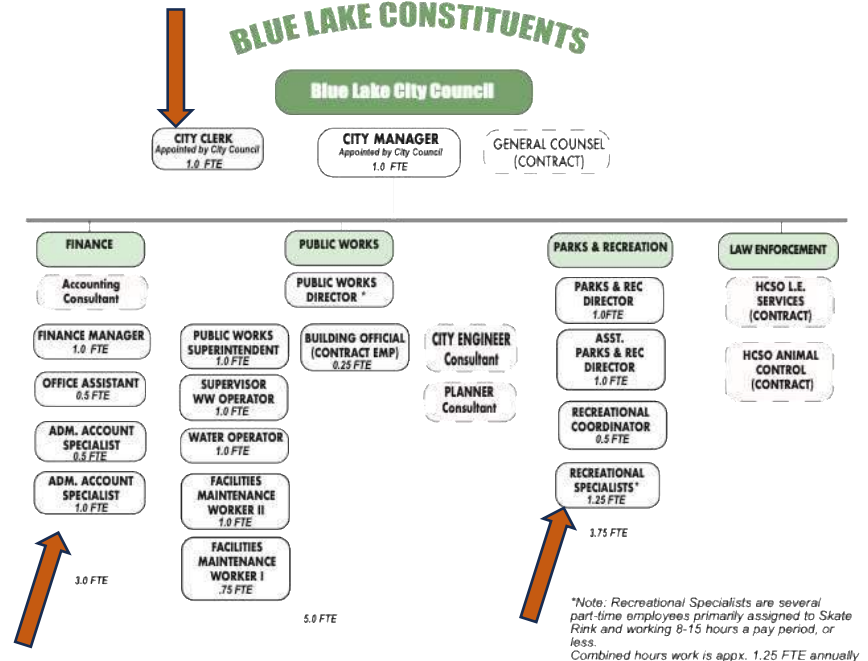 BLUE LAKE CONSTITUENTS
Blue Lake City Council
CITY CLERK
Appointed by City Council
1.0 FTE
CITY MANAGER
Appointed by City Council
1.0 FTE
GENERAL COUNSEL
(CONTRACT)
FINANCE
Accounting
Consultant
FINANCE MANAGER
1.0 FTE
OFFICE ASSISTANT
0.5 FTE
ADM. ACCOUNT
SPECIALIST
0.5 FTE
ADM. ACCOUNT
SPECIALIST
1.0 FTE
3.0 FTE
PUBLIC WORKS
PUBLIC WORKS
DIRECTOR *
PUBLIC WORKS
SUPERINTENDENT
1.0 FTE
SUPERVISOR
WW OPERATOR
1.0 FTE
WATER OPERATOR
1.0 FTE
FACILITIES
MAINTENANCE
WORKER II
1.0 FTE
FACILITIES
MAINTENANCE
WORKER I
.75 FTE
BUILDING OFFICIAL
(CONTRACT EMP)
0.25 FTE
CITY ENGINEER
Consultant
PLANNER
Consultant
5.0 FTE
PARKS & RECREATION
PARKS & REC
DIRECTOR
1.0FTE
ASST.
PARKS & REC
DIRECTOR
1.0 FTE
RECREATIONAL
COORDINATOR
0.5 FTE
RECREATIONAL
SPECIALISTS*
1.25 FTE
3.75 FTE
LAW ENFORCEMENT
HCSO L.E.
SERVICES
(CONTRACT)
HCSO ANIMAL
CONTROL
(CONTRACT)
*Note: Recreational Specialists are several
part-time employees primarily assigned to Skate
Rink and working 8-15 hours a pay period, or
less.
Combined hours work is appx. 1.25 FTE annually